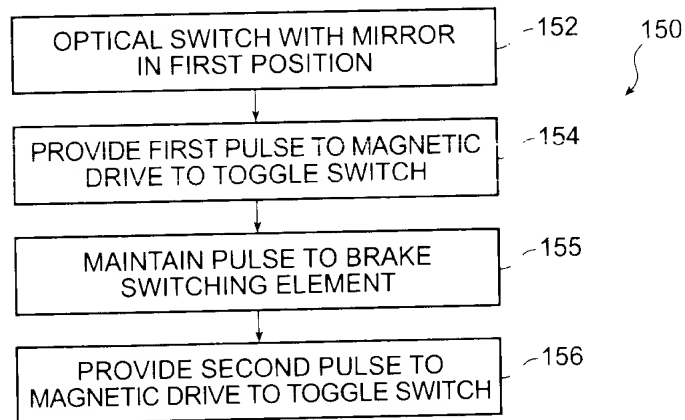 OPTICAL SWITCH WITH MIRROR
IN FIRST POSITION
152
150
PROVIDE FIRST PULSE TO MAGNETIC
DRIVE TO TOGGLE SWITCH
154
MAINTAIN PULSE TO BRAKE
SWITCHING ELEMENT
155
PROVIDE SECOND PULSE TO
MAGNETIC DRIVE TO TOGGLE SWITCH
156